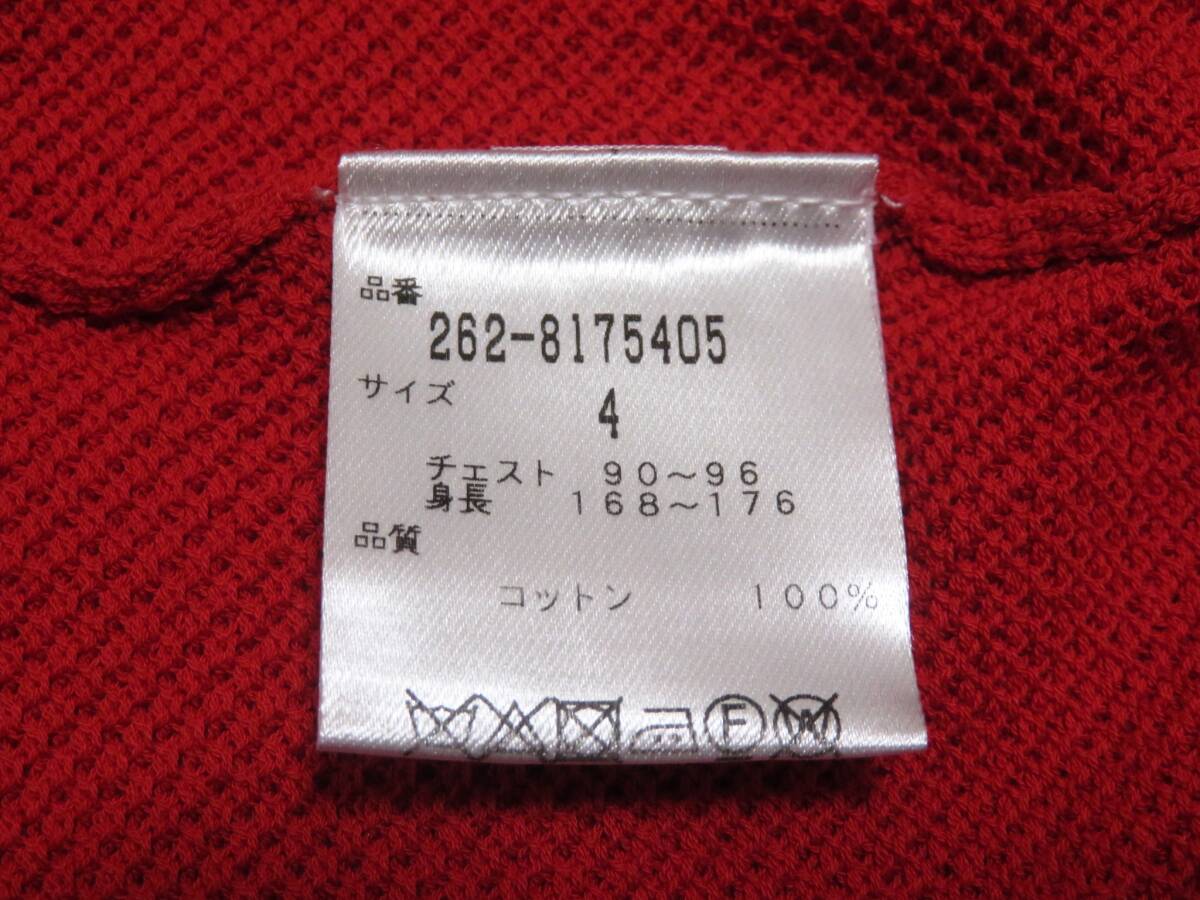 品番
262-8175405
サイズ
4
チェスト 90～96
身長 168～176
品質
コットン 100%
F W